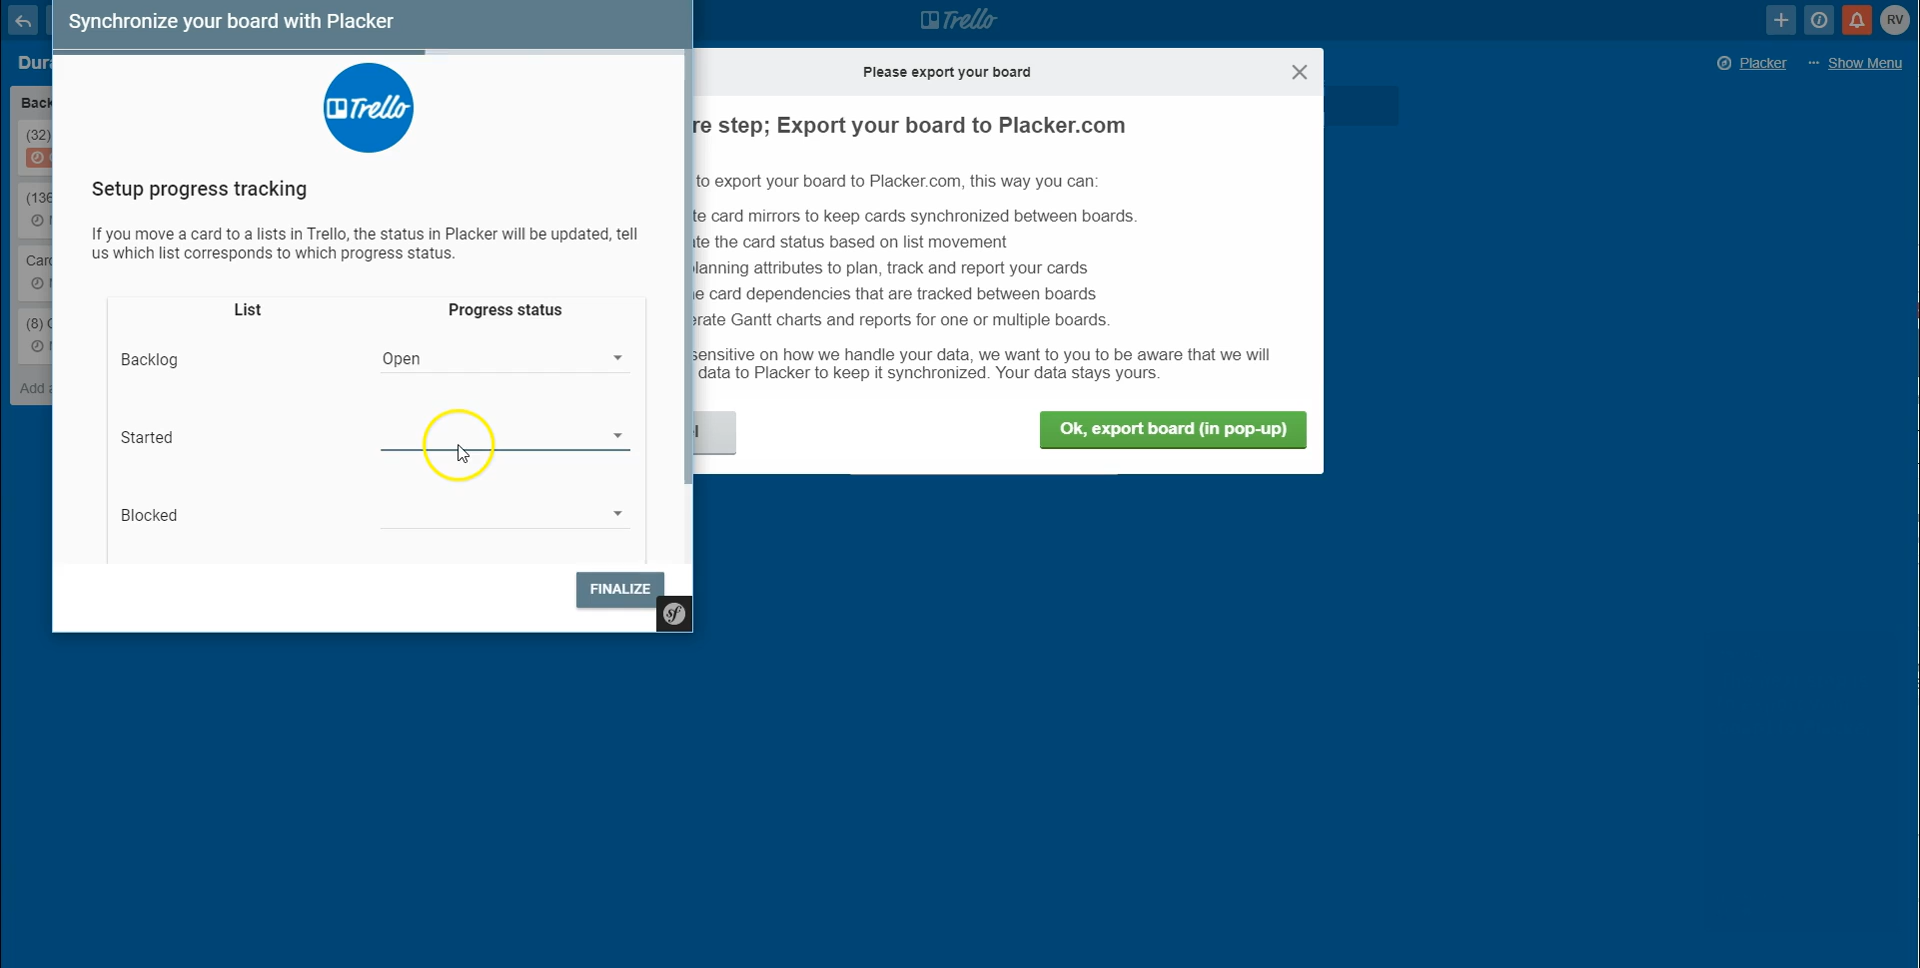 Synchronize your board with Placker
Trello
Setup progress tracking
If you move a card to a lists in Trello, the status in Placker will be updated, tell
us which list corresponds to which progress status.
List Progress status
Backlog Open
Started
Blocked
FINALIZE
sf
Trello
RV
Placker ... Show Menu
Please export your board
re step; Export your board to Placker.com
to export your board to Placker.com, this way you can:
te card mirrors to keep cards synchronized between boards.
te the card status based on list movement
lanning attributes to plan, track and report your cards
e card dependencies that are tracked between boards
rate Gantt charts and reports for one or multiple boards.
sensitive on how we handle your data, we want to you to be aware that we will
data to Placker to keep it synchronized. Your data stays yours.
l
Ok, export board (in pop-up)
Dura
Back
(32)
(136
Card
(8)
Add a